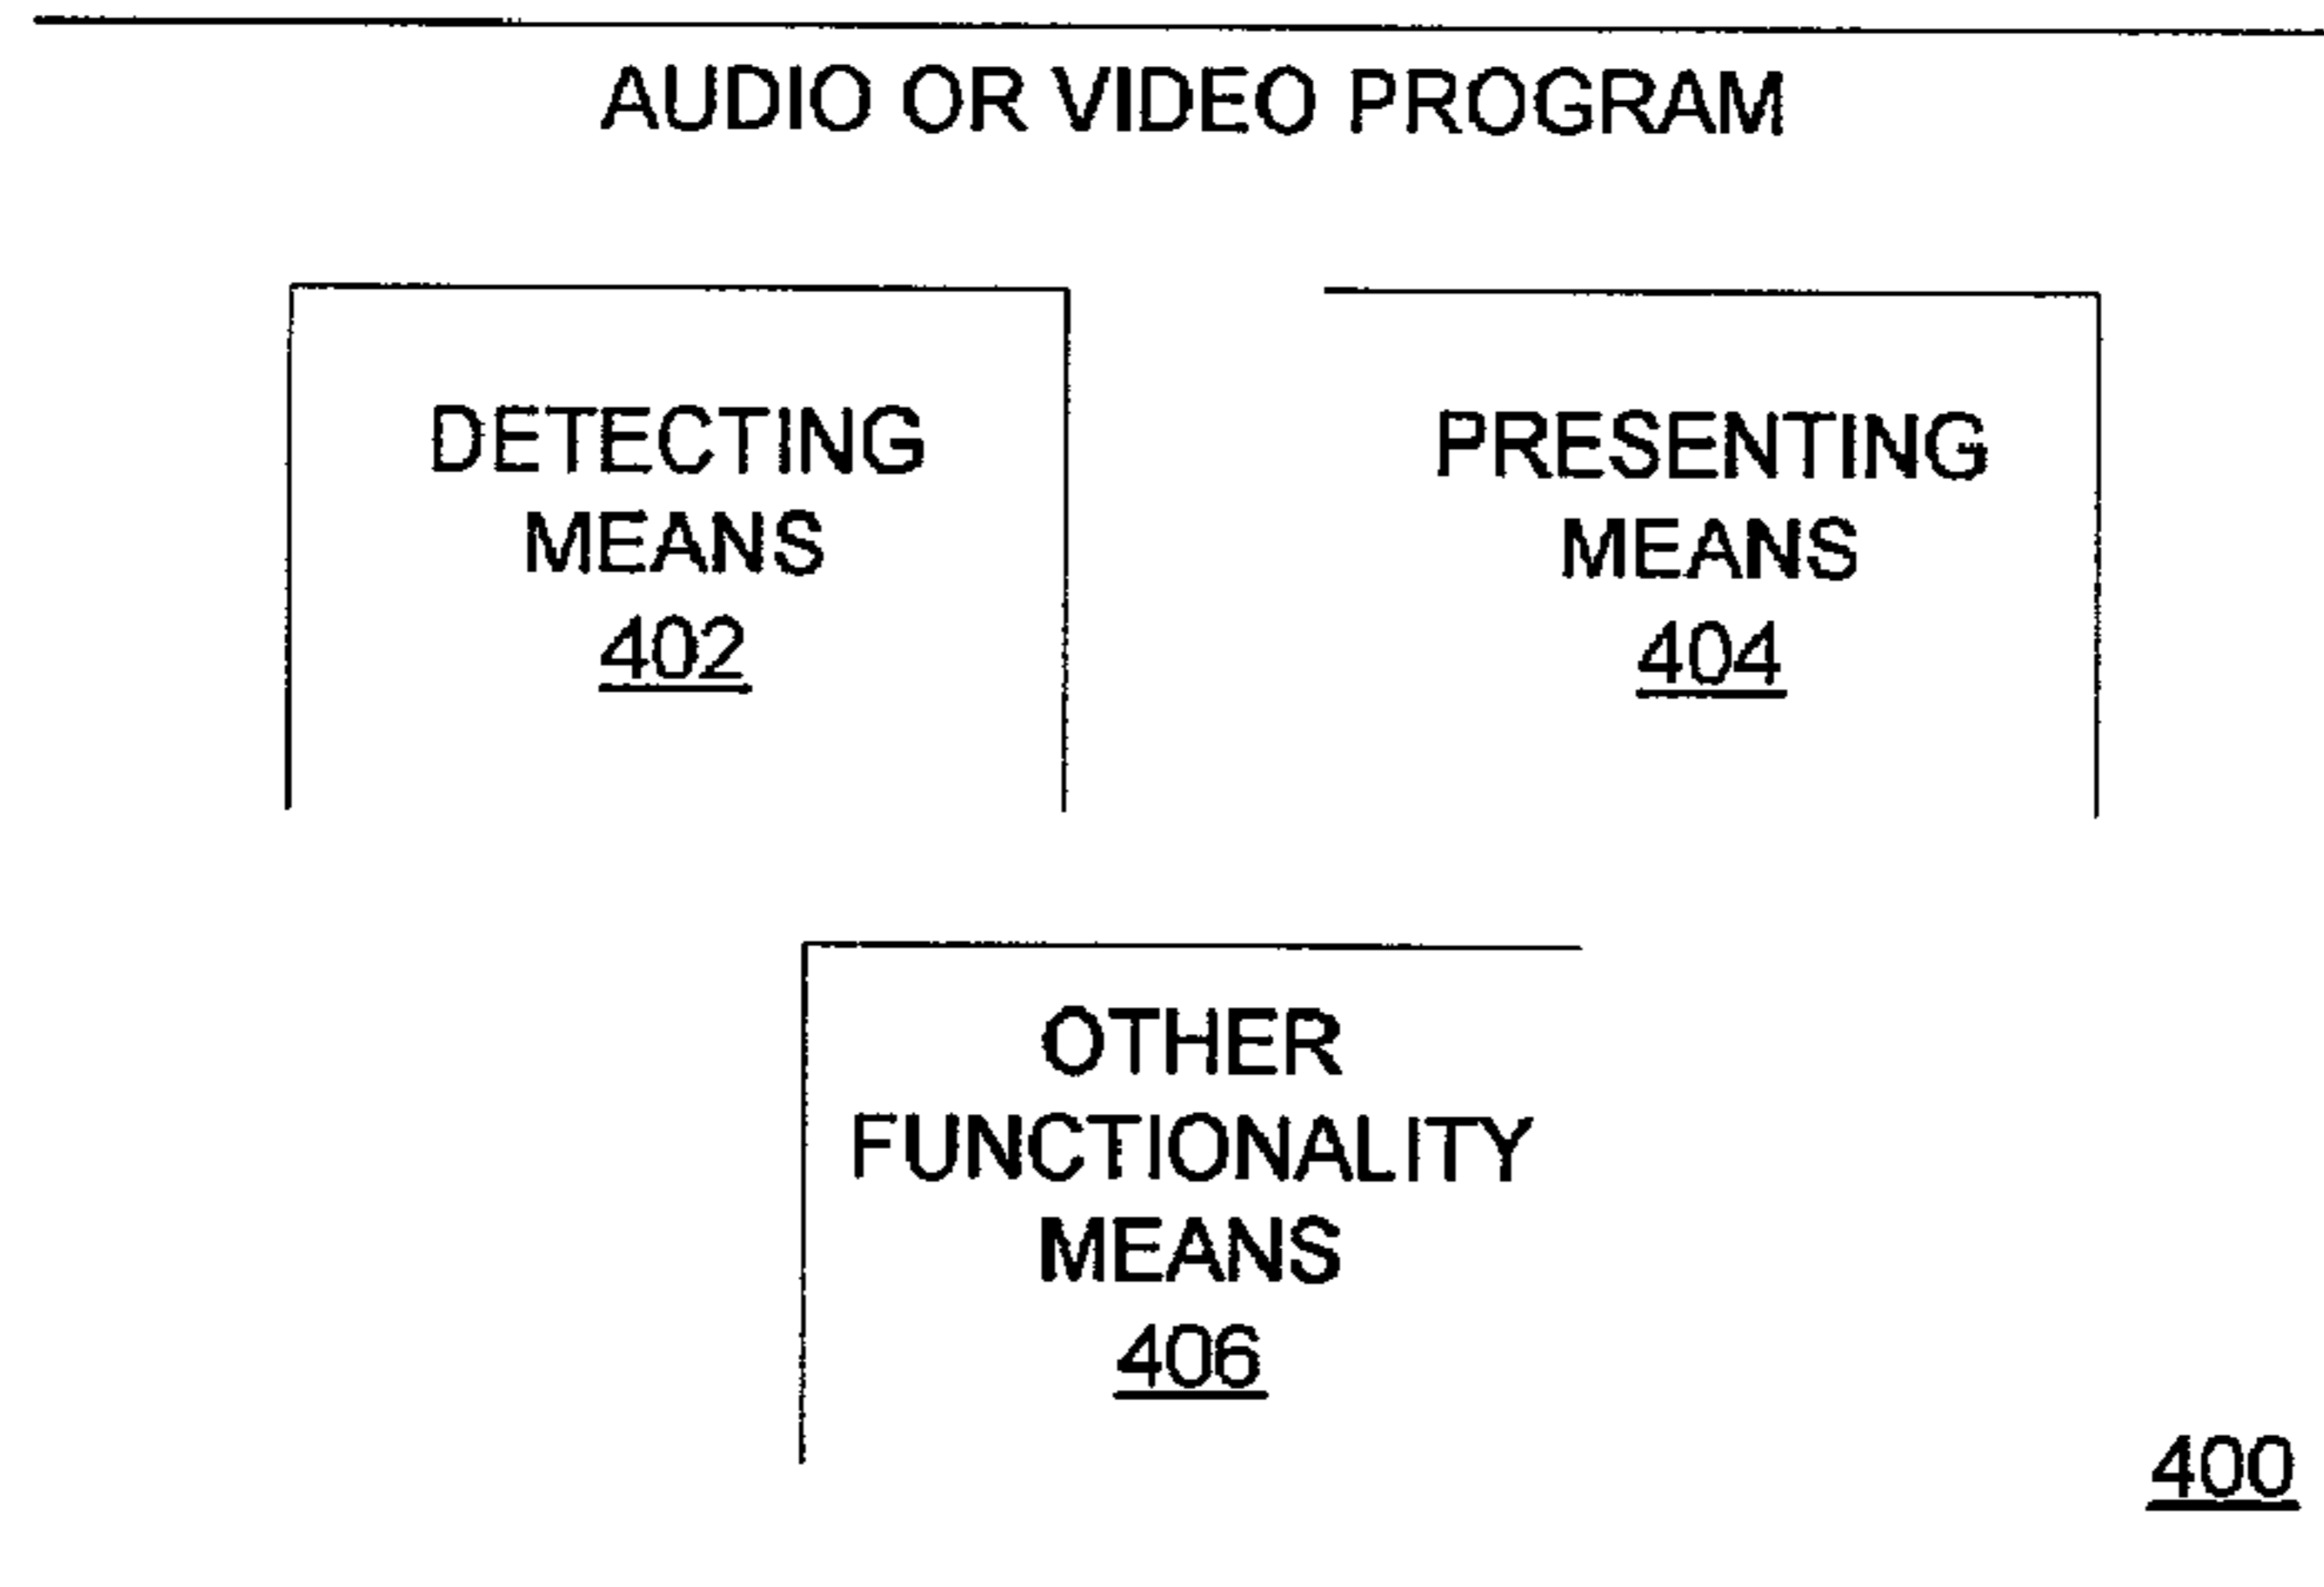 AUDIO OR VIDEO PROGRAM
DETECTING
MEANS
402
PRESENTING
MEANS
404
OTHER
FUNCTIONALITY
MEANS
406
400